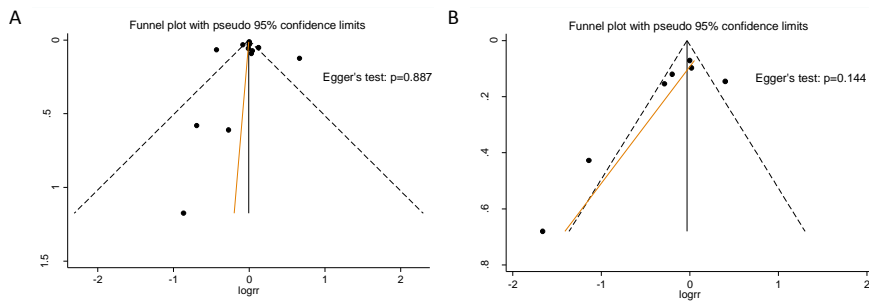 A
Funnel plot with pseudo 95% confidence limits
Egger's test: p=0.887
0
.5
1
1.5
-2
-1
0
1
2
logrr
B
Funnel plot with pseudo 95% confidence limits
Egger's test: p=0.144
0
.2
.4
.6
.8
-2
-1
0
1
2
logrr